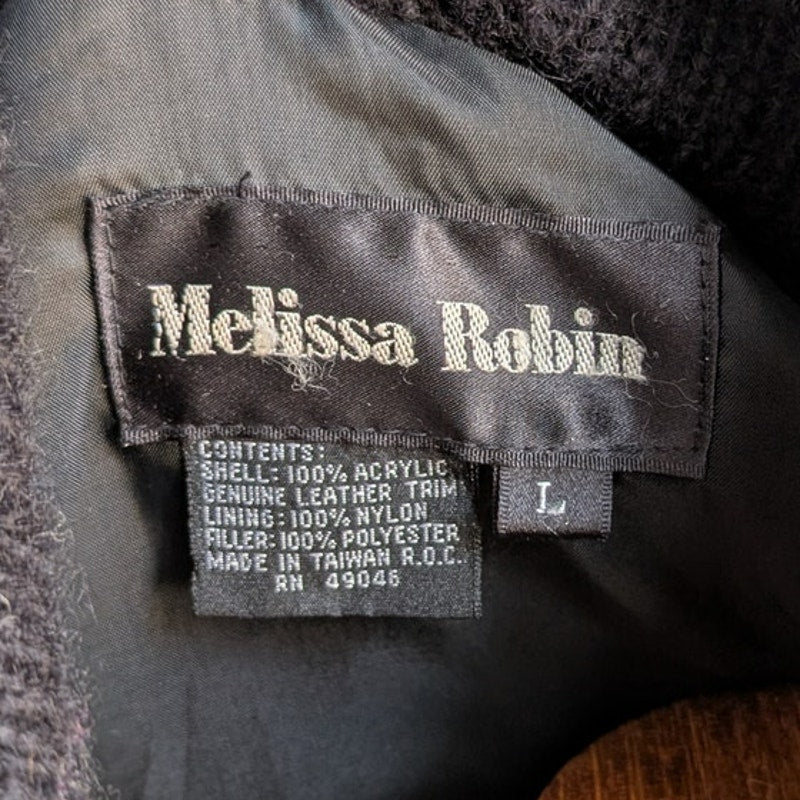 Melissa Robin
CONTENTS:
SHELL: 100% ACRYLIC
GENUINE LEATHER TRIM
LINING: 100% NYLON
FILLER: 100% POLYESTER
MADE IN TAIWAN R.O.C.
RN 49046
L